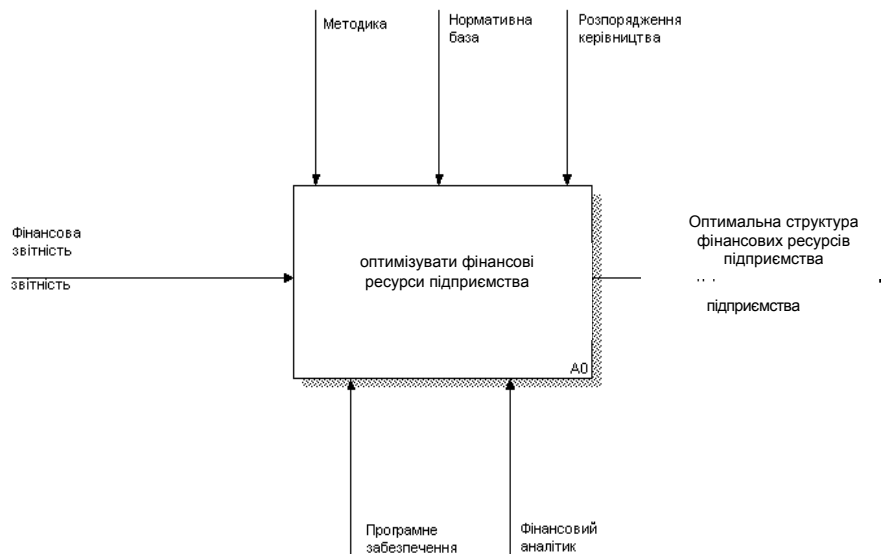 Методика
Нормативна
база
Розпорядження
керівництва
Фінансова
звітність
звітність
оптимізувати фінансові
ресурси підприємства
A0
Оптимальна структура
фінансових ресурсів
підприємства
підприємства
Програмне
забезпечення
Фінансовий
аналітик